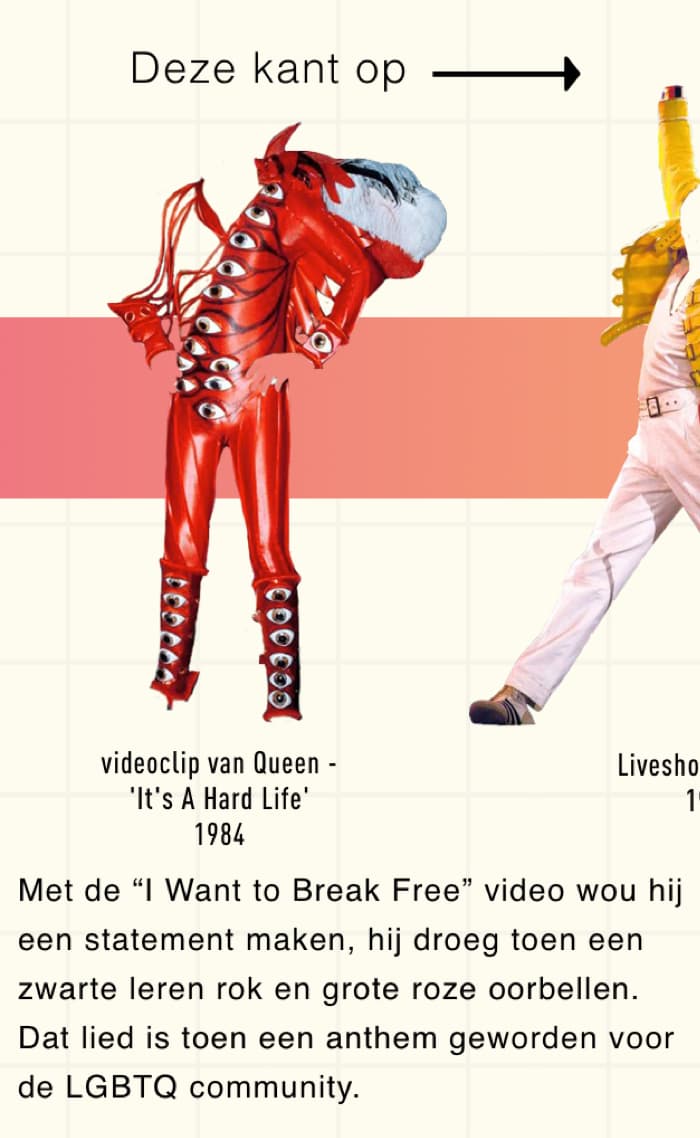 Deze kant op
videoclip van Queen -
'It's A Hard Life'
1984
Met de “I Want to Break Free” video wou hij
een statement maken, hij droeg toen een
zwarte leren rok en grote roze oorbellen.
Dat lied is toen een anthem geworden voor
de LGBTQ community.